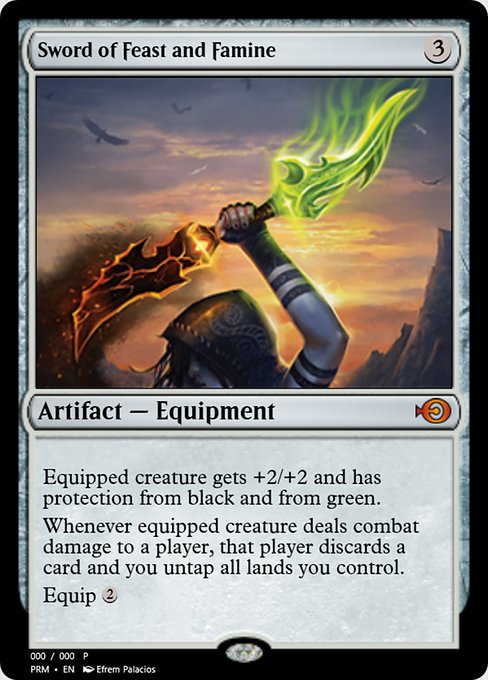 Sword of Feast and Famine 3
Artifact — Equipment
Equipped creature gets +2/+2 and has
protection from black and from green.
Whenever equipped creature deals combat
damage to a player, that player discards a
card and you untap all lands you control.
Equip 2
000 / 000 P
PRM • EN Efrem Palacios